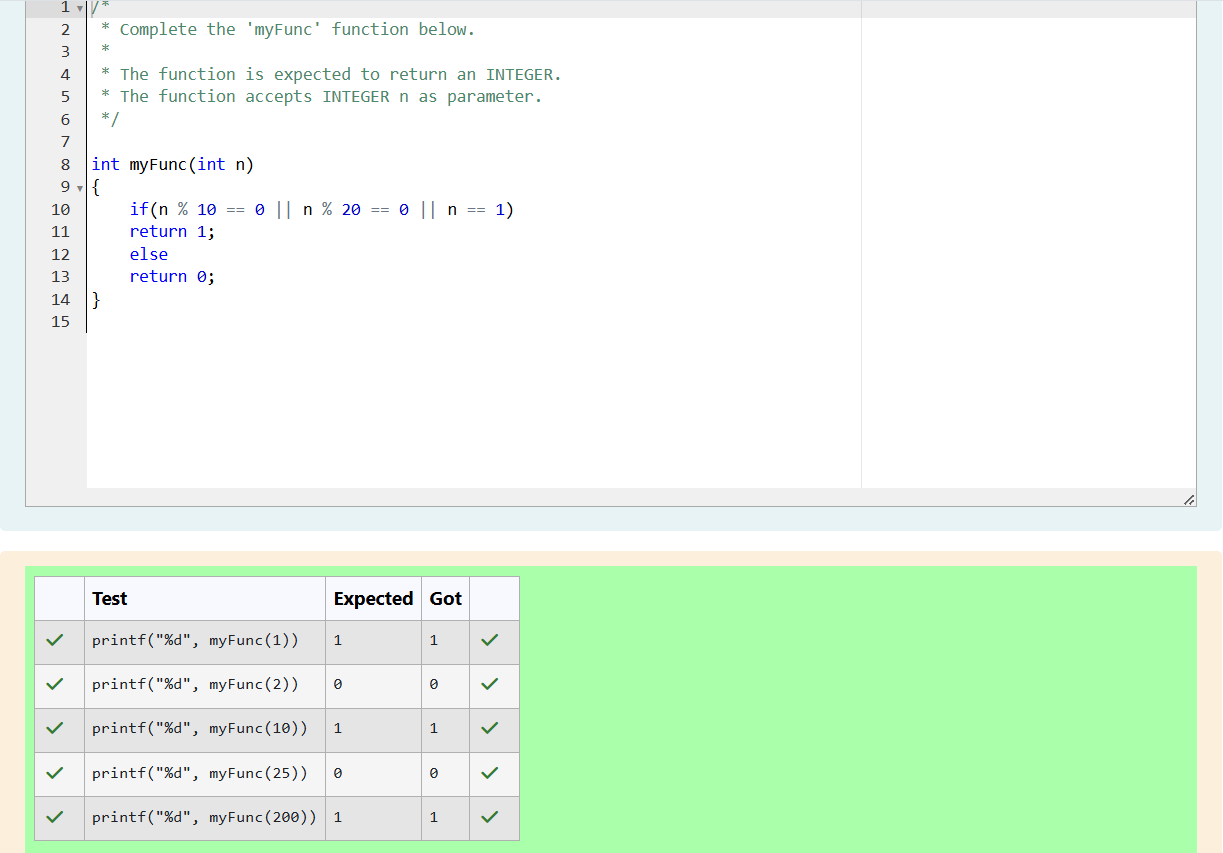 1 /*
2 * Complete the 'myFunc' function below.
3 *
4 * The function is expected to return an INTEGER.
5 * The function accepts INTEGER n as parameter.
6 */
7
8 int myFunc(int n)
9 {
10 if(n % 10 == 0 || n % 20 == 0 || n == 1)
11 return 1;
12 else
13 return 0;
14 }
15
Test Expected Got
printf("%d", myFunc(1)) 1 1
printf("%d", myFunc(2)) 0 0
printf("%d", myFunc(10)) 1 1
printf("%d", myFunc(25)) 0 0
printf("%d", myFunc(200)) 1 1